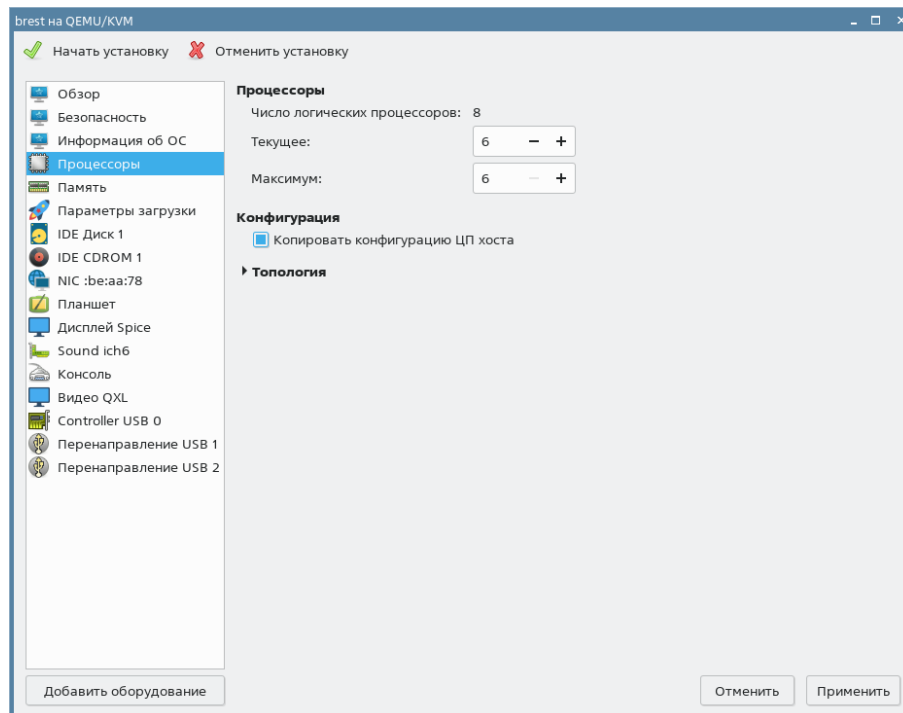 brest на QEMU/KVM
Начать установку Отменить установку
Обзор
Безопасность
Информация об ОС
Процессоры
Память
Параметры загрузки
IDE Диск 1
IDE CDROM 1
NIC :be:aa:78
Планшет
Дисплей Spice
Sound ich6
Консоль
Видео QXL
Controller USB 0
Перенаправление USB 1
Перенаправление USB 2
Добавить оборудование
Процессоры
Число логических процессоров: 8
Текущее: 6
Максимум: 6
Конфигурация
Копировать конфигурацию ЦП хоста
Топология
Отменить Применить